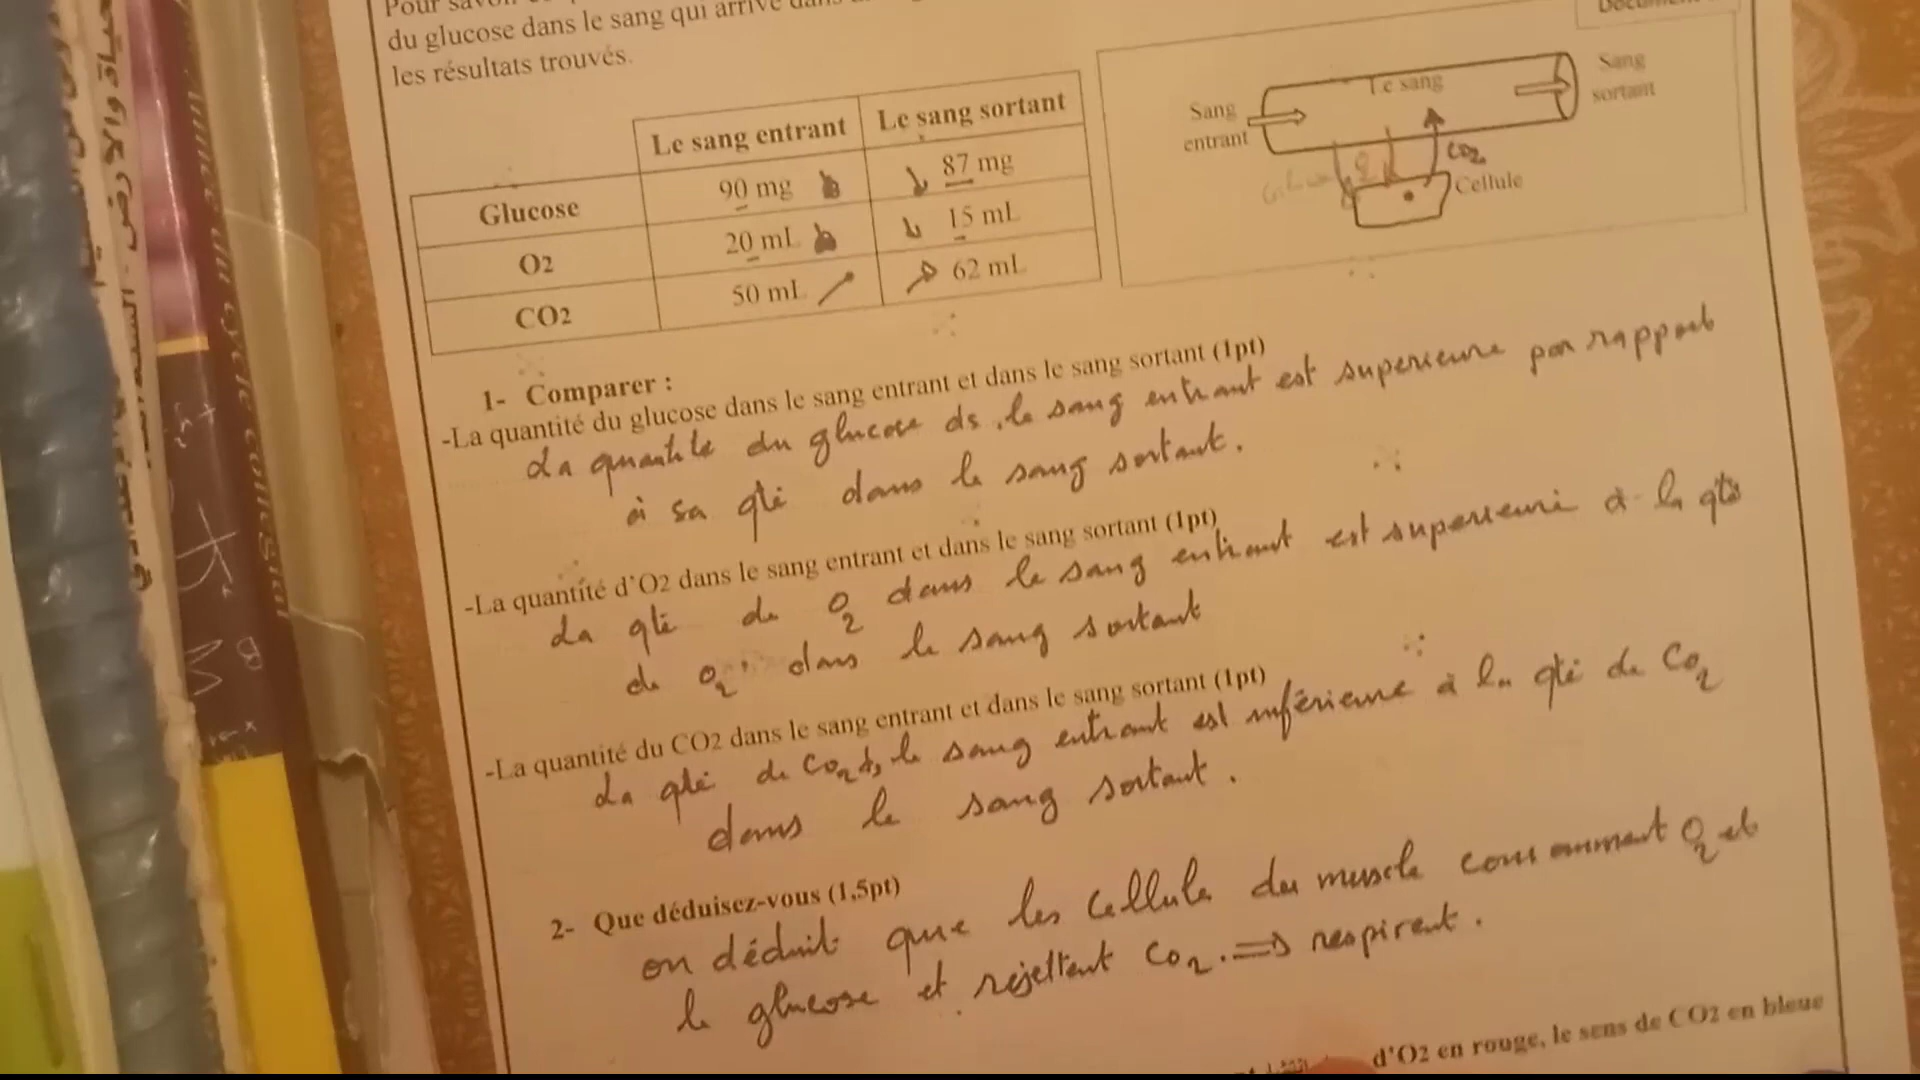 du glucose dans le sang qui arrive
les résultats trouvés.
Le sang entrant Le sang sortant
Glucose 90 mg 87 mg
O2 20 mL 15 mL
CO2 50 mL 62 mL
Sang entrant
Le sang
Sang sortant
CO2
Cellule
1- Comparer :
-La quantité du glucose dans le sang entrant et dans le sang sortant (1pt)
La quantité du glucose ds le sang entrant est superieure par rapport
à sa qté dans le sang sortant.
-La quantité d'O2 dans le sang entrant et dans le sang sortant (1pt)
La qté de O2 dans le sang entrant est superieure à la qté
de O2 dans le sang sortant
-La quantité du CO2 dans le sang entrant et dans le sang sortant (1pt)
La qté de CO2 ds le sang entrant est inférieure à la qté de CO2
dans le sang sortant.
2- Que déduisez-vous (1,5pt)
on déduit que les cellules du muscle consomment O2 et
le glucose et rejettent CO2. => respirent.
d'O2 en rouge, le sens de CO2 en bleue